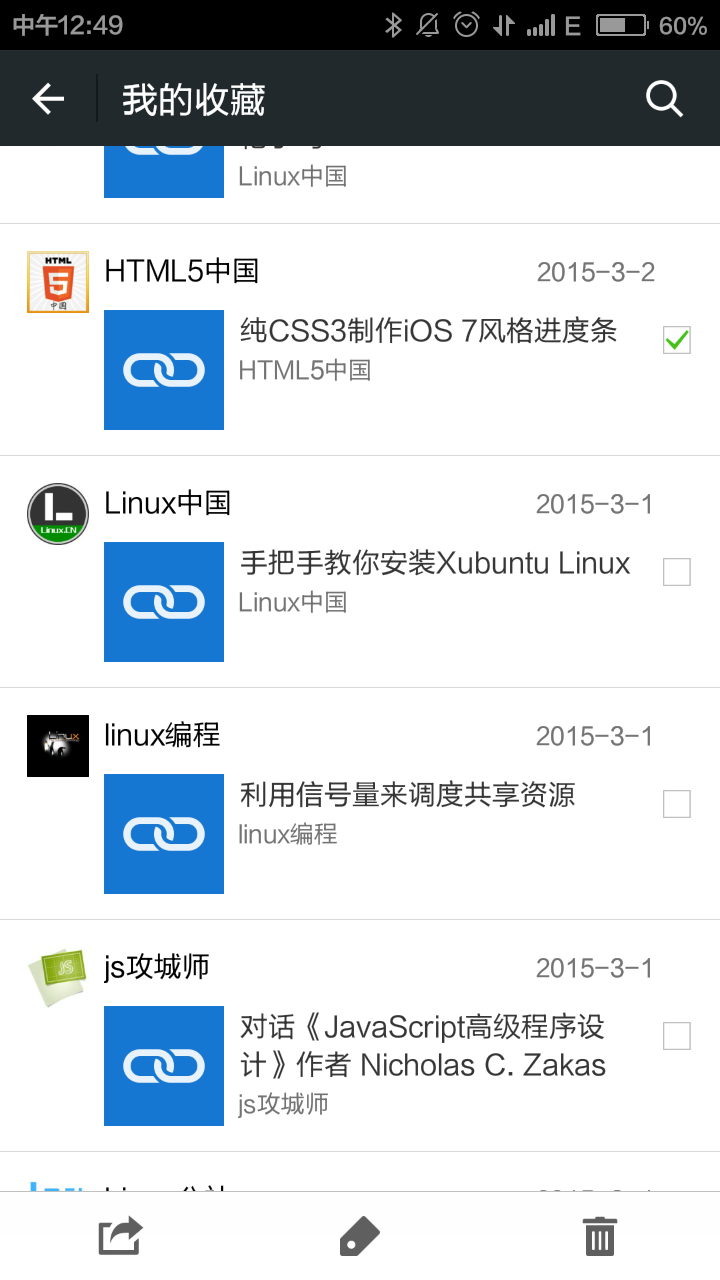 中午12:49
E
60%
我的收藏
Linux中国
HTML
5
中国
HTML5中国
2015-3-2
纯CSS3制作iOS 7风格进度条
HTML5中国
L
Linux.CN
Linux中国
2015-3-1
手把手教你安装Xubuntu Linux
Linux中国
Linux
linux编程
2015-3-1
利用信号量来调度共享资源
linux编程
JS
js攻城师
2015-3-1
对话《JavaScript高级程序设
计》作者 Nicholas C. Zakas
js攻城师